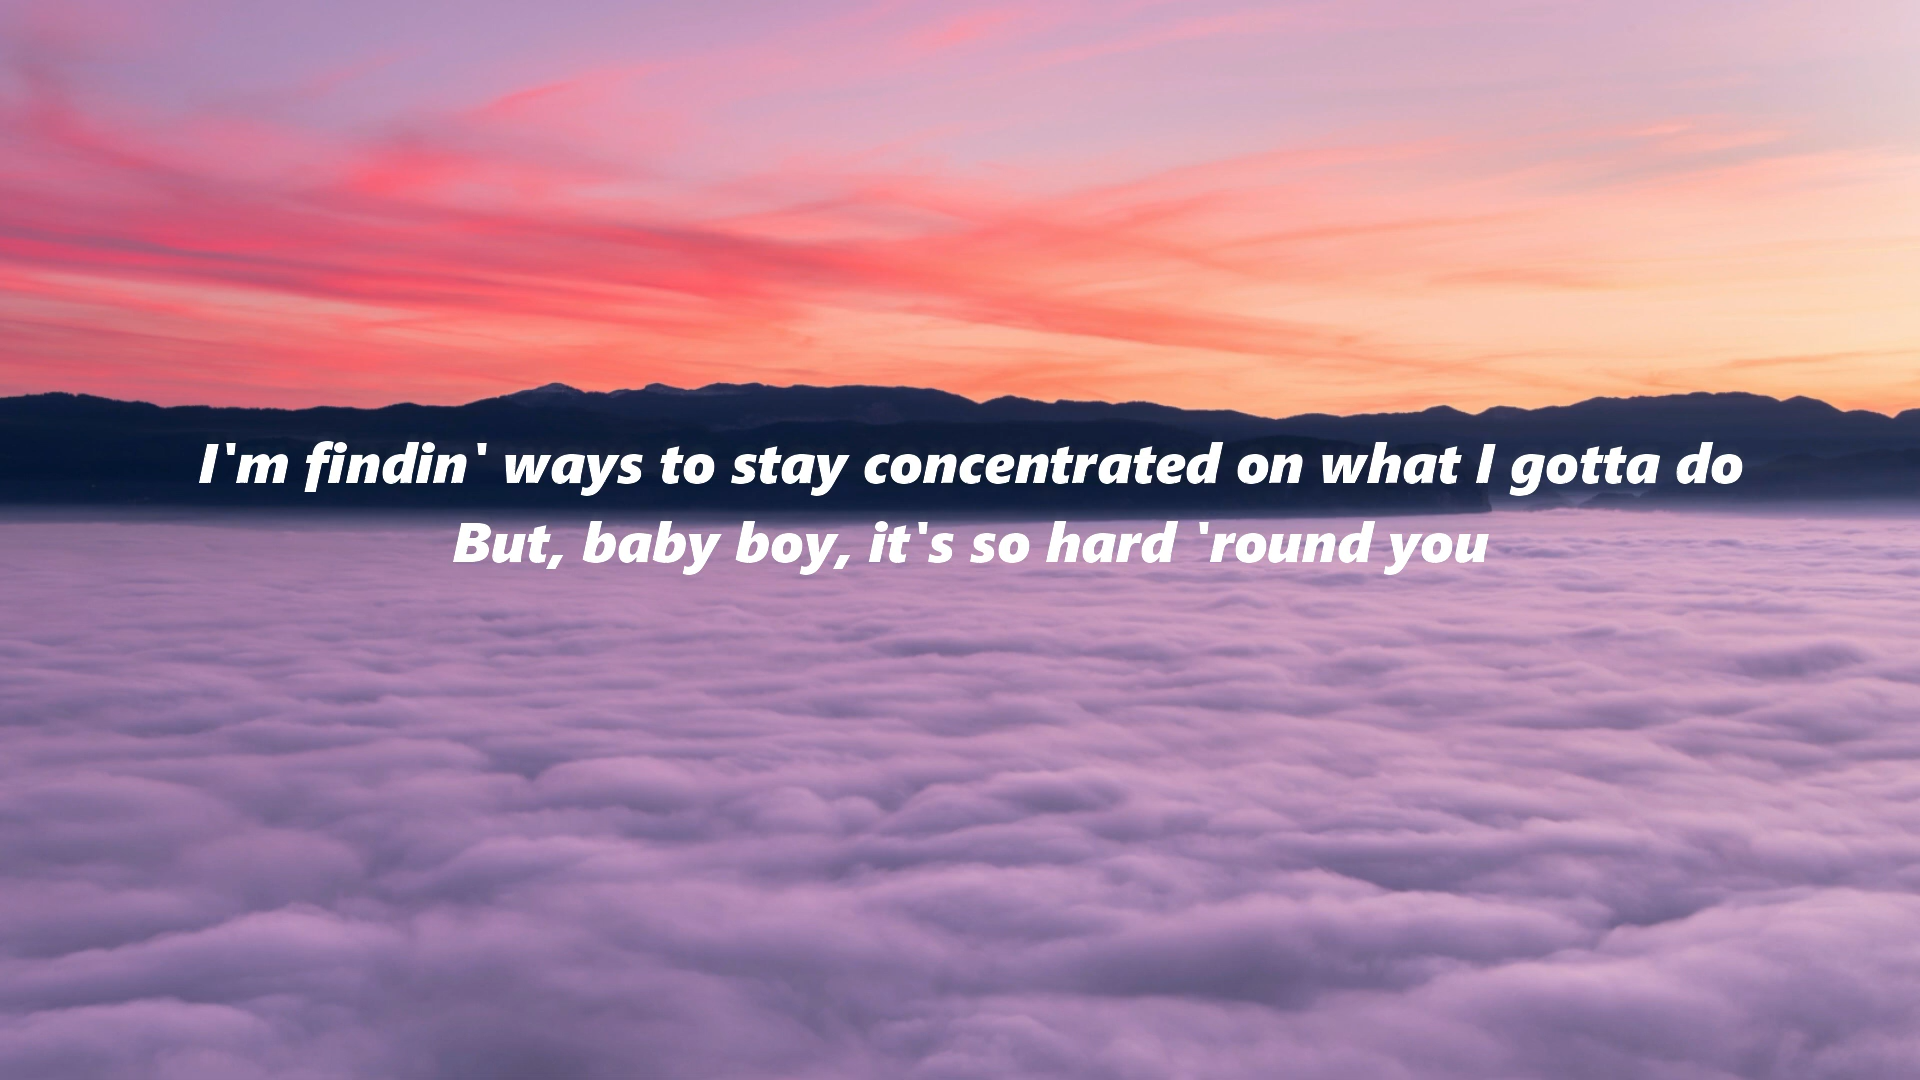 I'm findin' ways to stay concentrated on what I gotta do
But, baby boy, it's so hard 'round you